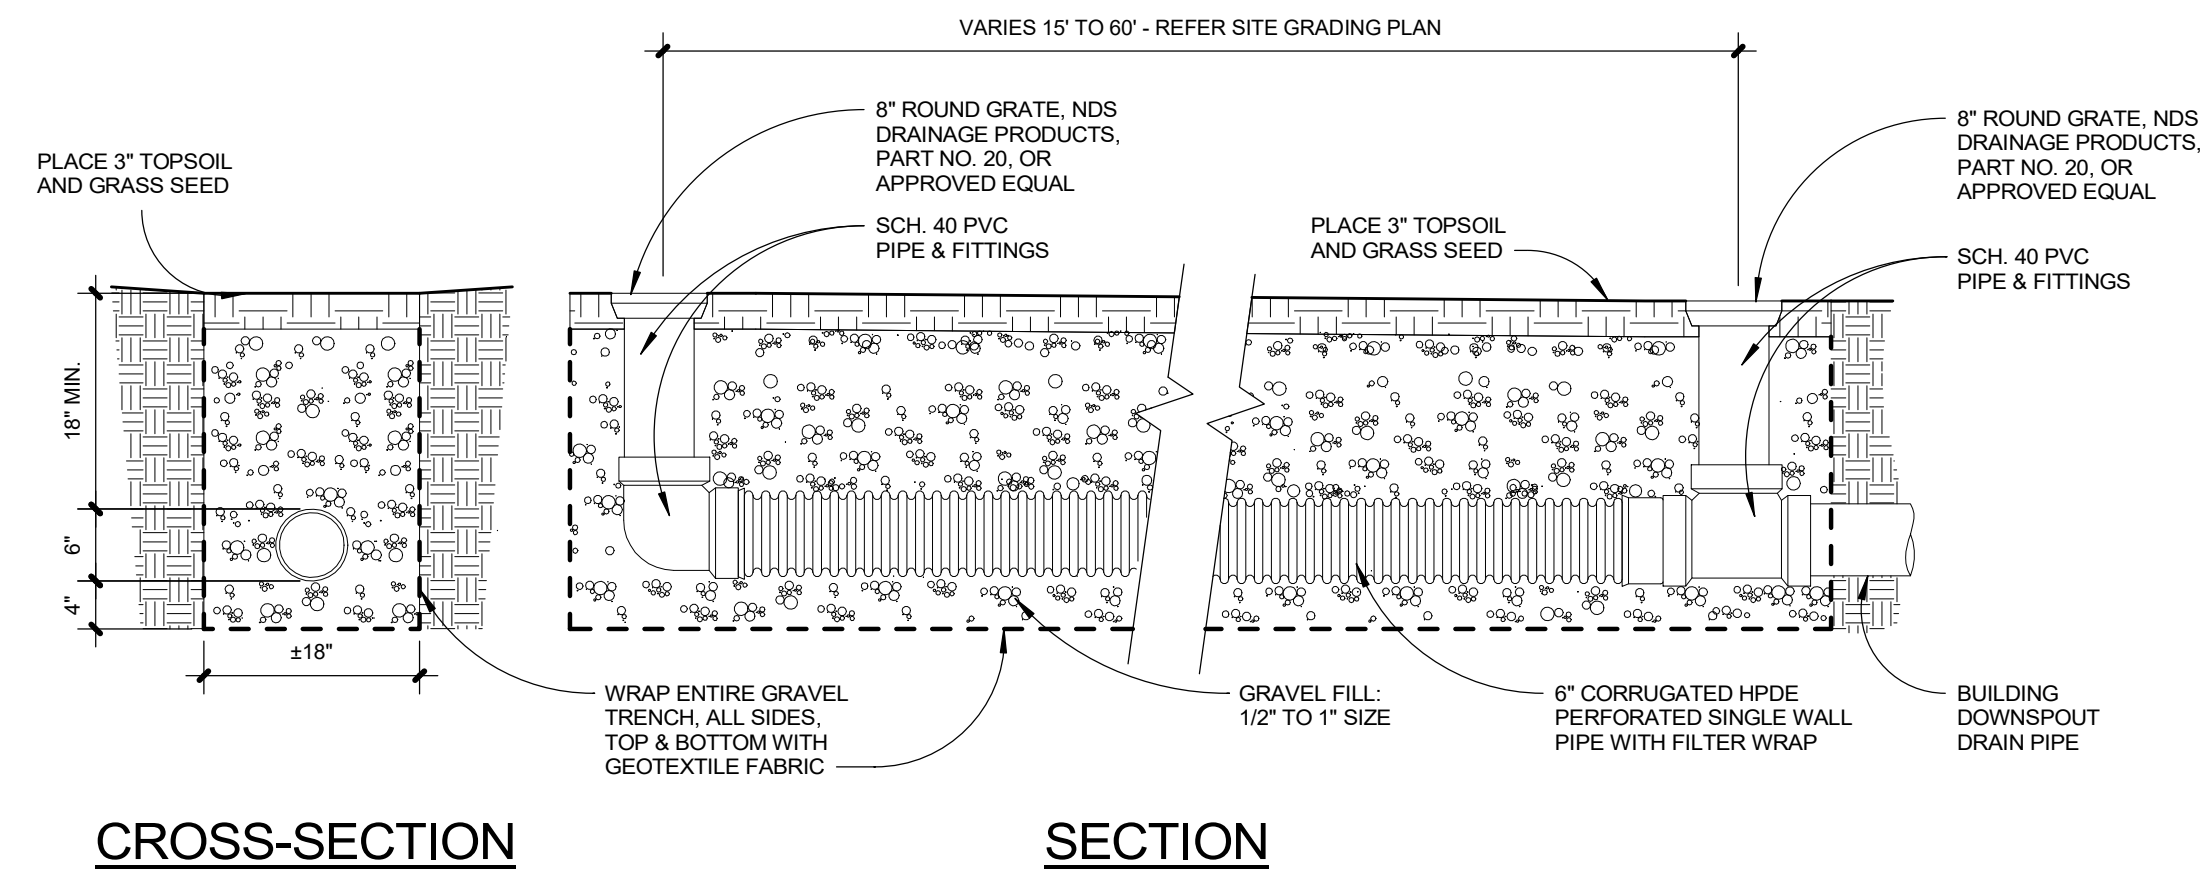 VARIES 15' TO 60' - REFER SITE GRADING PLAN
PLACE 3" TOPSOIL
AND GRASS SEED
8" ROUND GRATE, NDS
DRAINAGE PRODUCTS,
PART NO. 20, OR
APPROVED EQUAL
SCH. 40 PVC
PIPE & FITTINGS
PLACE 3" TOPSOIL
AND GRASS SEED
8" ROUND GRATE, NDS
DRAINAGE PRODUCTS,
PART NO. 20, OR
APPROVED EQUAL
SCH. 40 PVC
PIPE & FITTINGS
18" MIN.
6"
4"
±18"
WRAP ENTIRE GRAVEL
TRENCH, ALL SIDES,
TOP & BOTTOM WITH
GEOTEXTILE FABRIC
GRAVEL FILL:
1/2" TO 1" SIZE
6" CORRUGATED HPDE
PERFORATED SINGLE WALL
PIPE WITH FILTER WRAP
BUILDING
DOWNSPOUT
DRAIN PIPE
CROSS-SECTION
SECTION